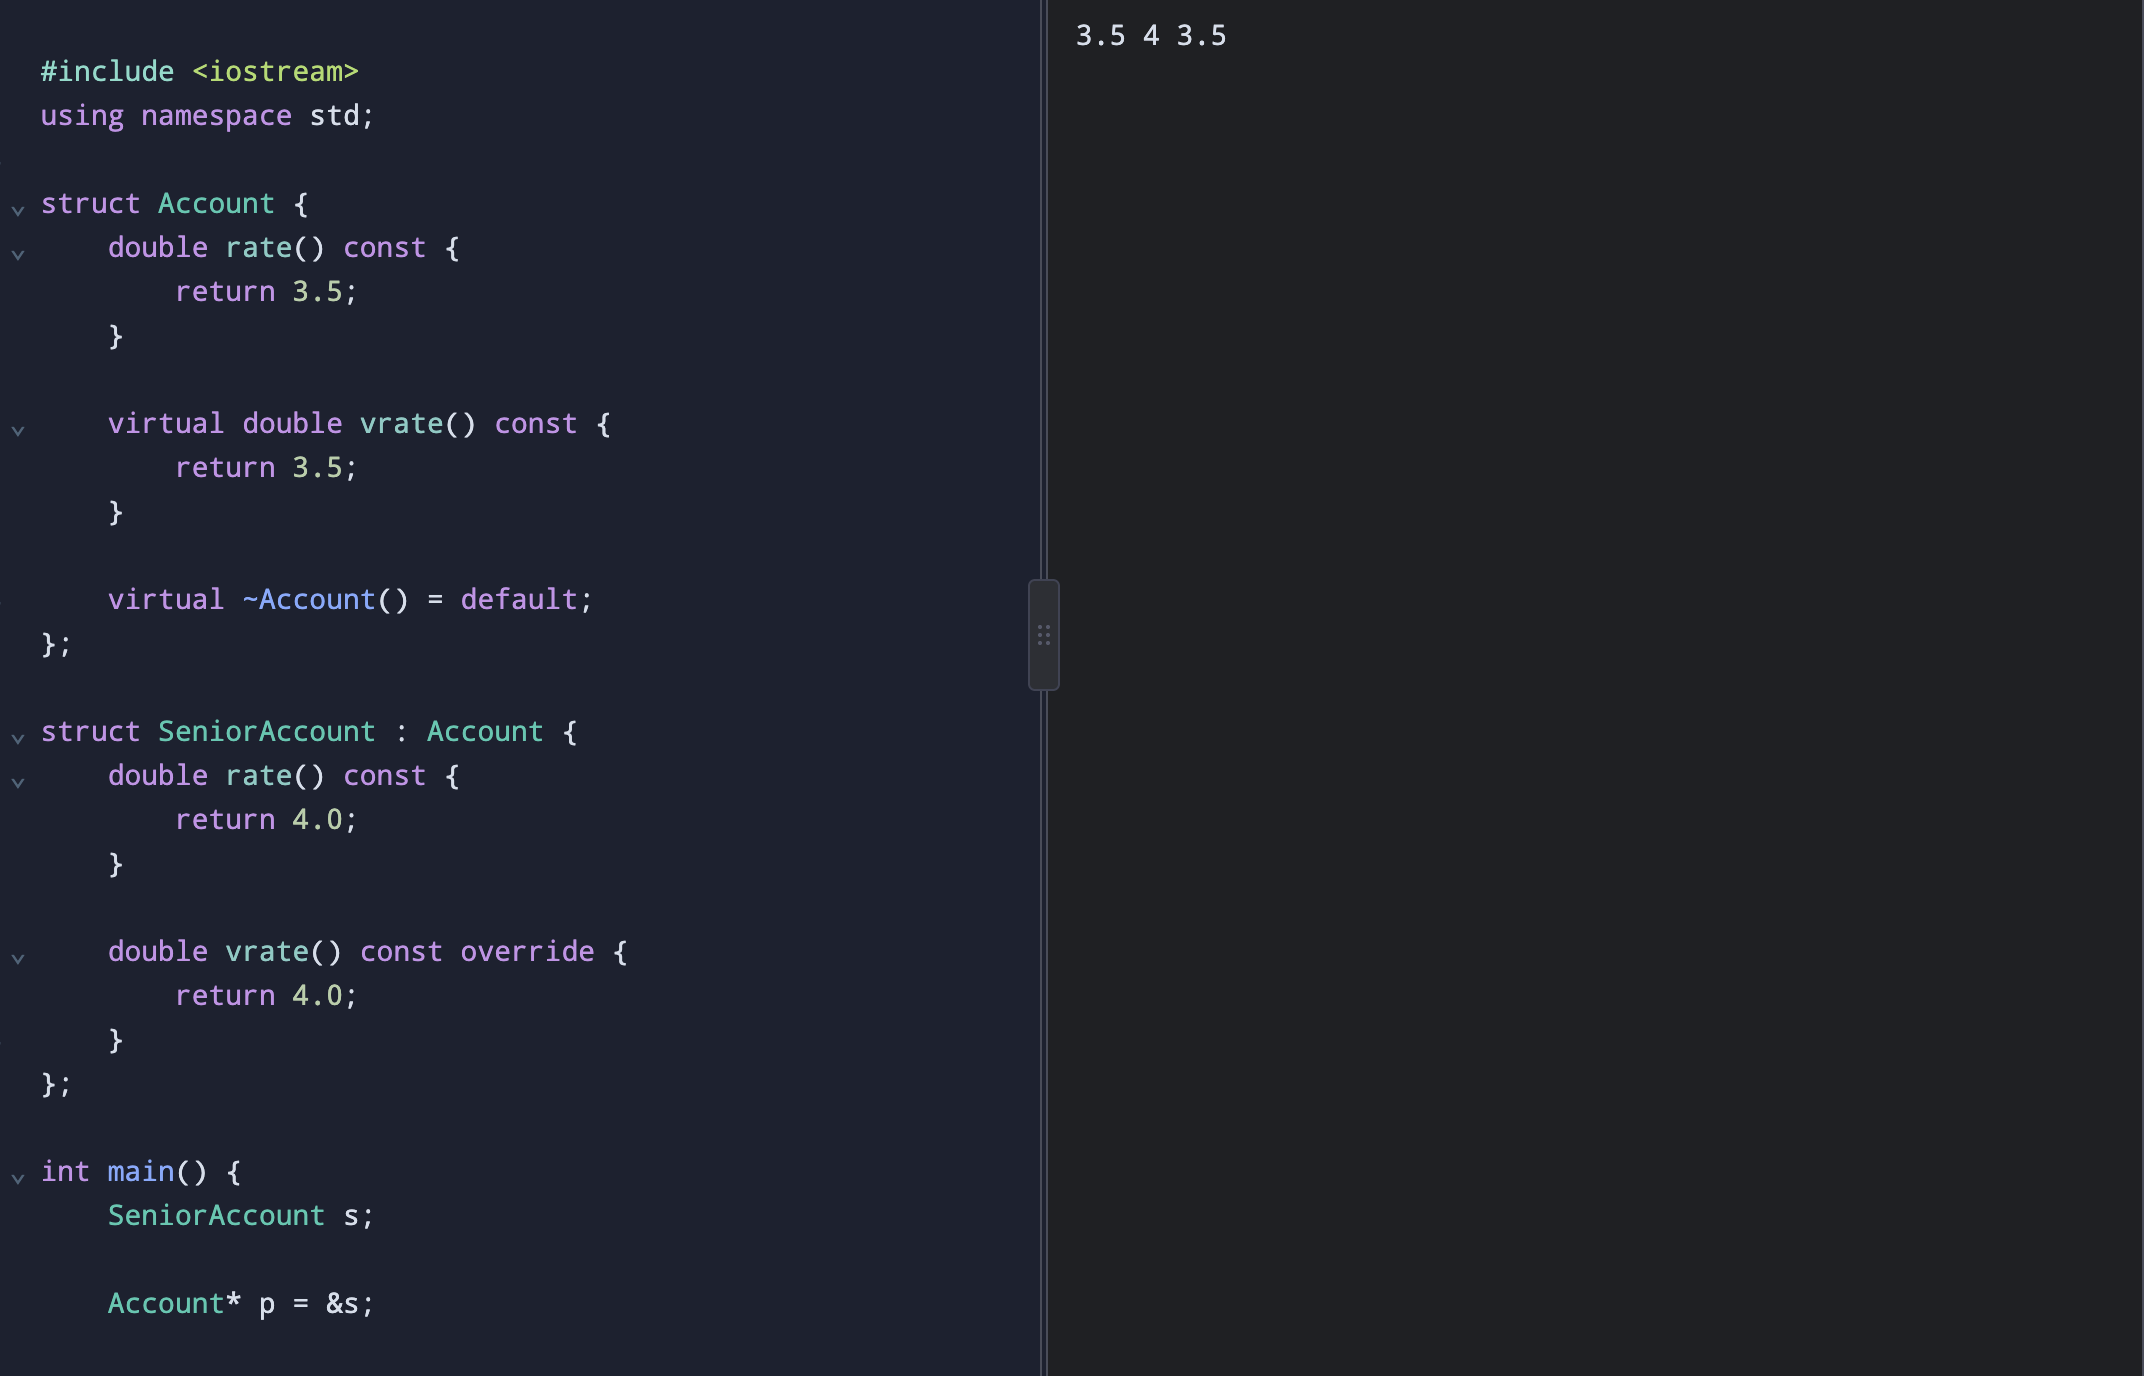 #include <iostream>
using namespace std;
struct Account {
    double rate() const {
        return 3.5;
    }
    virtual double vrate() const {
        return 3.5;
    }
    virtual ~Account() = default;
};
struct SeniorAccount : Account {
    double rate() const {
        return 4.0;
    }
    double vrate() const override {
        return 4.0;
    }
};
int main() {
    SeniorAccount s;
    Account* p = &s;
3.5 4 3.5